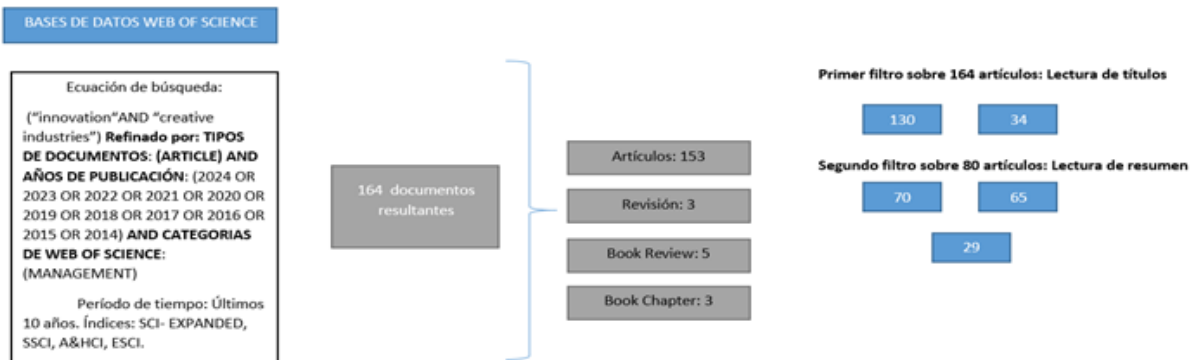 BASES DE DATOS WEB OF SCIENCE
Ecuación de búsqueda:
("innovation"AND "creative
industries") Refinado por: TIPOS
DE DOCUMENTOS: (ARTICLE) AND
AÑOS DE PUBLICACIÓN: (2024 OR
2023 OR 2022 OR 2021 OR 2020 OR
2019 OR 2018 OR 2017 OR 2016 OR
2015 OR 2014) AND CATEGORIAS
DE WEB OF SCIENCE:
(MANAGEMENT)
Período de tiempo: Últimos
10 años. Índices: SCI- EXPANDED,
SSCI, A&HCI, ESCI.
164 documentos
resultantes
Artículos: 153
Revisión: 3
Book Review: 5
Book Chapter: 3
Primer filtro sobre 164 artículos: Lectura de títulos
130
34
Segundo filtro sobre 80 artículos: Lectura de resumen
70
65
29